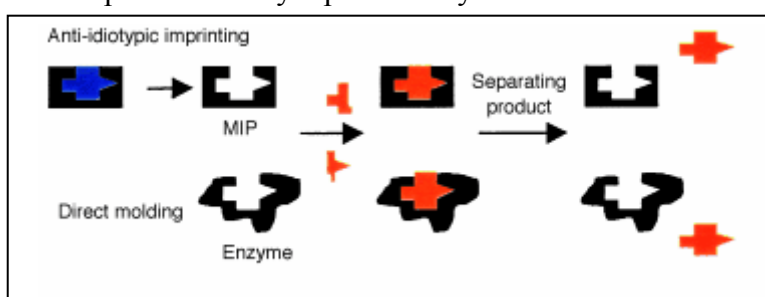 Anti-idiotypic imprinting
MIP
Separating
product
Direct molding
Enzyme